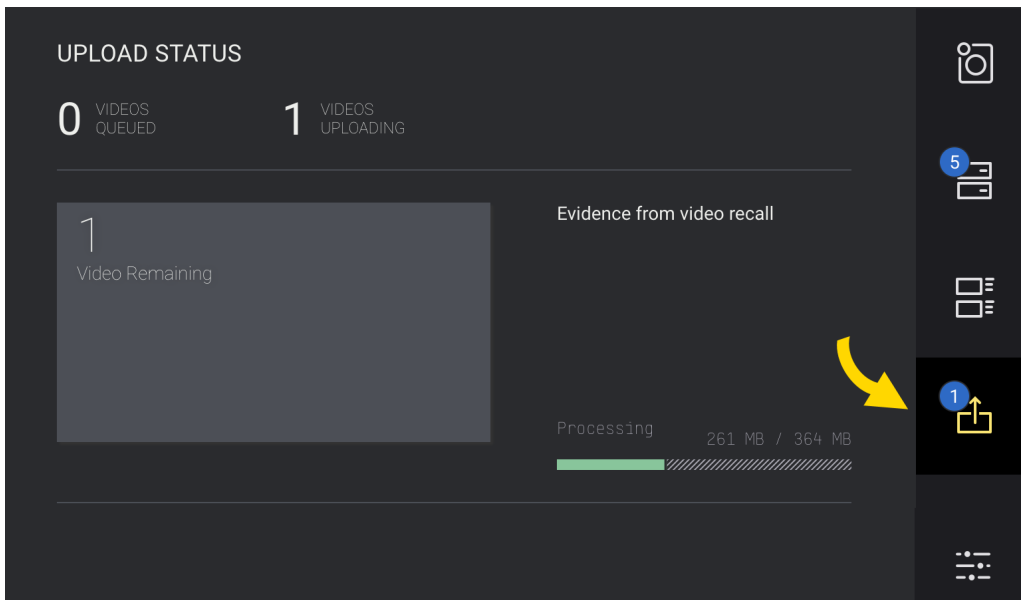 UPLOAD STATUS
0 VIDEOS
QUEUED
1 VIDEOS
UPLOADING
5
1
Video Remaining
Evidence from video recall
1
Processing 261 MB / 364 MB